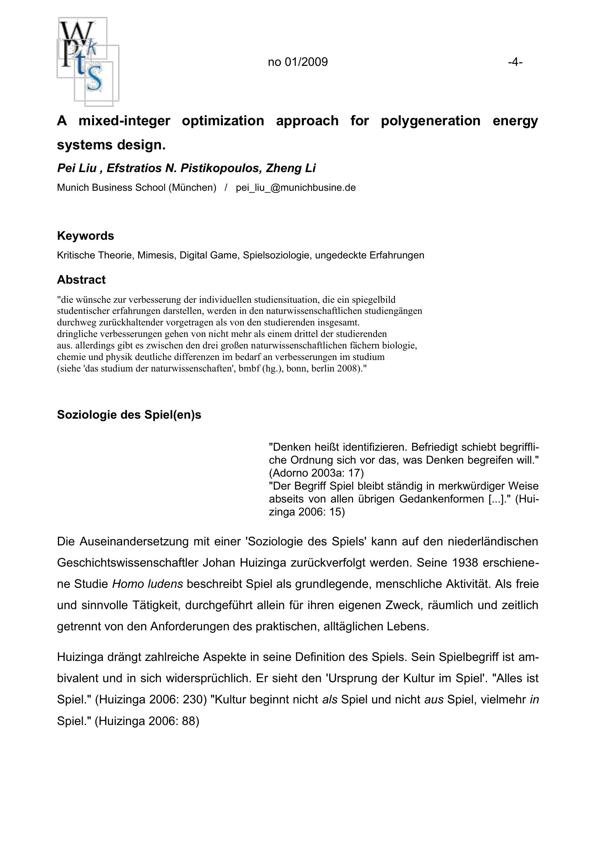 W
Pkts
no 01/2009 -4-
A mixed-integer optimization approach for polygeneration energy
systems design.
Pei Liu , Efstratios N. Pistikopoulos, Zheng Li
Munich Business School (München) / pei_liu_@munichbusine.de
Keywords
Kritische Theorie, Mimesis, Digital Game, Spielsoziologie, ungedeckte Erfahrungen
Abstract
"die wünsche zur verbesserung der individuellen studiensituation, die ein spiegelbild
studentischer erfahrungen darstellen, werden in den naturwissenschaftlichen studiengängen
durchweg zurückhaltender vorgetragen als von den studierenden insgesamt.
dringliche verbesserungen gehen von nicht mehr als einem drittel der studierenden
aus. allerdings gibt es zwischen den drei großen naturwissenschaftlichen fächern biologie,
chemie und physik deutliche differenzen im bedarf an verbesserungen im studium
(siehe 'das studium der naturwissenschaften', bmbf (hg.), bonn, berlin 2008)."
Soziologie des Spiel(en)s
"Denken heißt identifizieren. Befriedigt schiebt begriffli-
che Ordnung sich vor das, was Denken begreifen will."
(Adorno 2003a: 17)
"Der Begriff Spiel bleibt ständig in merkwürdiger Weise
abseits von allen übrigen Gedankenformen [...]." (Hui-
zinga 2006: 15)
Die Auseinandersetzung mit einer 'Soziologie des Spiels' kann auf den niederländischen
Geschichtswissenschaftler Johan Huizinga zurückverfolgt werden. Seine 1938 erschiene-
ne Studie Homo ludens beschreibt Spiel als grundlegende, menschliche Aktivität. Als freie
und sinnvolle Tätigkeit, durchgeführt allein für ihren eigenen Zweck, räumlich und zeitlich
getrennt von den Anforderungen des praktischen, alltäglichen Lebens.
Huizinga drängt zahlreiche Aspekte in seine Definition des Spiels. Sein Spielbegriff ist am-
bivalent und in sich widersprüchlich. Er sieht den 'Ursprung der Kultur im Spiel'. "Alles ist
Spiel." (Huizinga 2006: 230) "Kultur beginnt nicht als Spiel und nicht aus Spiel, vielmehr in
Spiel." (Huizinga 2006: 88)